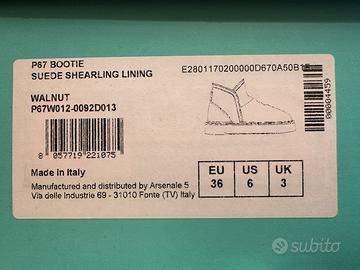 P67 BOOTIE
SUEDE SHEARLING LINING
E2801170200000D670A50B1E
WALNUT
P67W012-0092D013
00004459
8 057719 221075
Made in Italy
Manufactured and distributed by Arsenale 5
Via delle Industrie 69 - 31010 Fonte (TV) Italy
EU US UK
36 6 3
subito